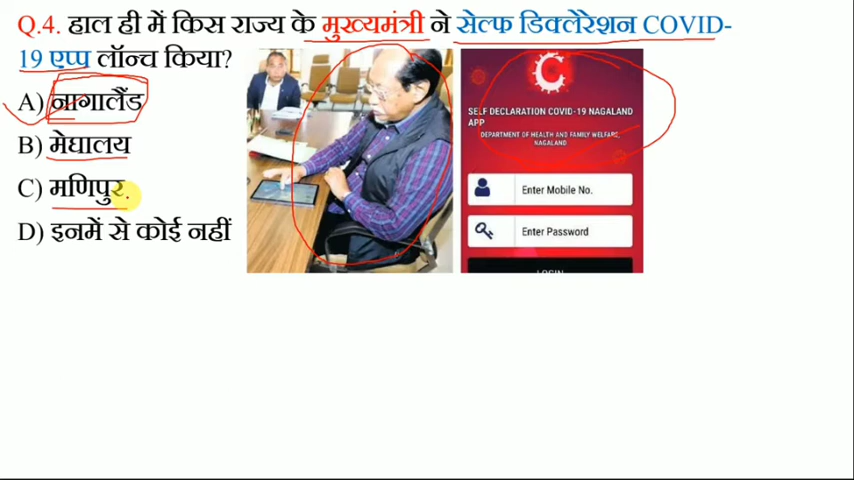 Q.4. हाल ही में किस राज्य के मुख्यमंत्री ने सेल्फ डिक्लैरेशन COVID-
19 एप्प लॉन्च किया?
A) नागालैंड
B) मेघालय
C) मणिपुर.
D) इनमें से कोई नहीं
C
SELF DECLARATION COVID-19 NAGALAND
APP
DEPARTMENT OF HEALTH AND FAMILY WELFARE,
NAGALAND
Enter Mobile No.
Enter Password
LOGIN